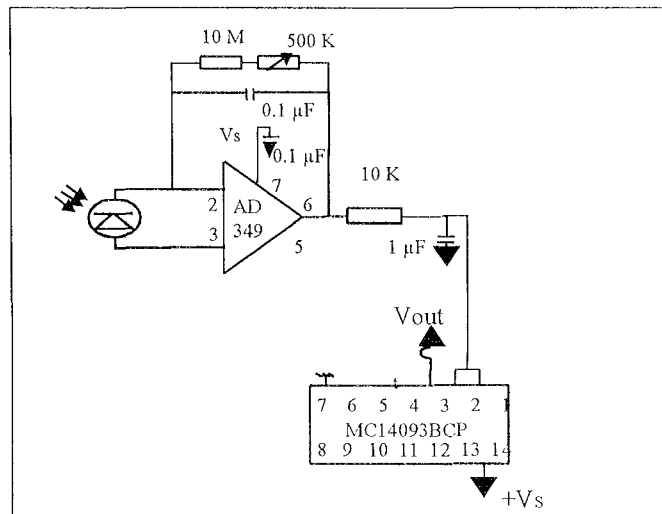 10 M 500 K
0.1 µF
Vs
0.1 µF
7
10 K
2 AD 6
3 349
5
1 µF
Vout
7 6 5 4 3 2 1
MC14093BCP
8 9 10 11 12 13 14
+Vs